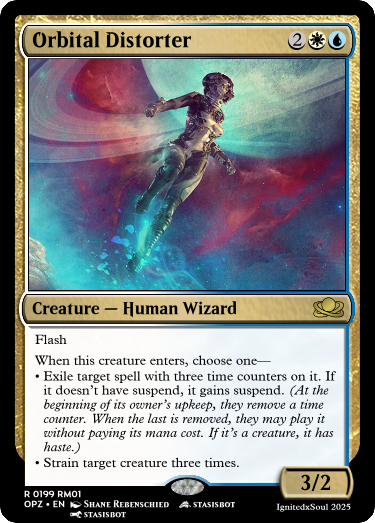 Orbital Distorter 2
Creature — Human Wizard
Flash
When this creature enters, choose one—
• Exile target spell with three time counters on it. If
it doesn't have suspend, it gains suspend. (At the
beginning of its owner's upkeep, they remove a time
counter. When the last is removed, they may play it
without paying its mana cost. If it's a creature, it has
haste.)
• Strain target creature three times.
3/2
R 0199 RM01
OPZ • EN Shane Rebenschied stasisbot
stasisbot
IgnitedxSoul 2025